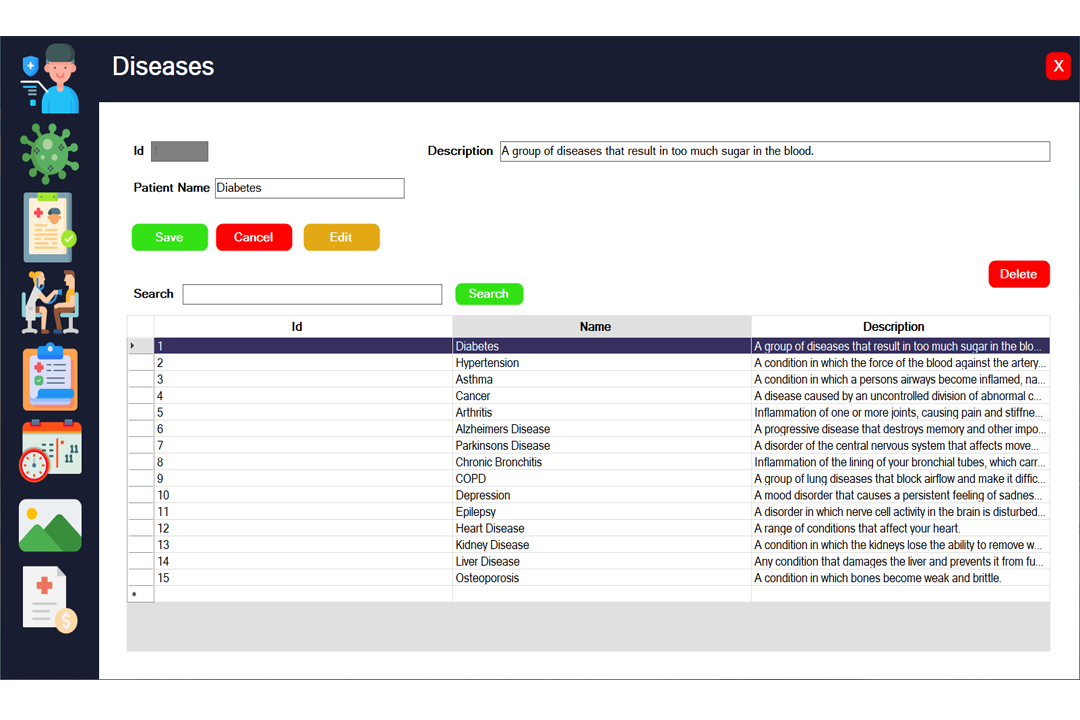 Diseases
X
Id 1
Description A group of diseases that result in too much sugar in the blood.
Patient Name Diabetes
Save Cancel Edit
Delete
Search Search
Id Name Description
1 Diabetes A group of diseases that result in too much sugar in the blo...
2 Hypertension A condition in which the force of the blood against the artery...
3 Asthma A condition in which a persons airways become inflamed, na...
4 Cancer A disease caused by an uncontrolled division of abnormal c...
5 Arthritis Inflammation of one or more joints, causing pain and stiffne...
6 Alzheimers Disease A progressive disease that destroys memory and other impo...
7 Parkinsons Disease A disorder of the central nervous system that affects move...
8 Chronic Bronchitis Inflammation of the lining of your bronchial tubes, which carr...
9 COPD A group of lung diseases that block airflow and make it diffic...
10 Depression A mood disorder that causes a persistent feeling of sadnes...
11 Epilepsy A disorder in which nerve cell activity in the brain is disturbed...
12 Heart Disease A range of conditions that affect your heart.
13 Kidney Disease A condition in which the kidneys lose the ability to remove w...
14 Liver Disease Any condition that damages the liver and prevents it from fu...
15 Osteoporosis A condition in which bones become weak and brittle.
11
11
$